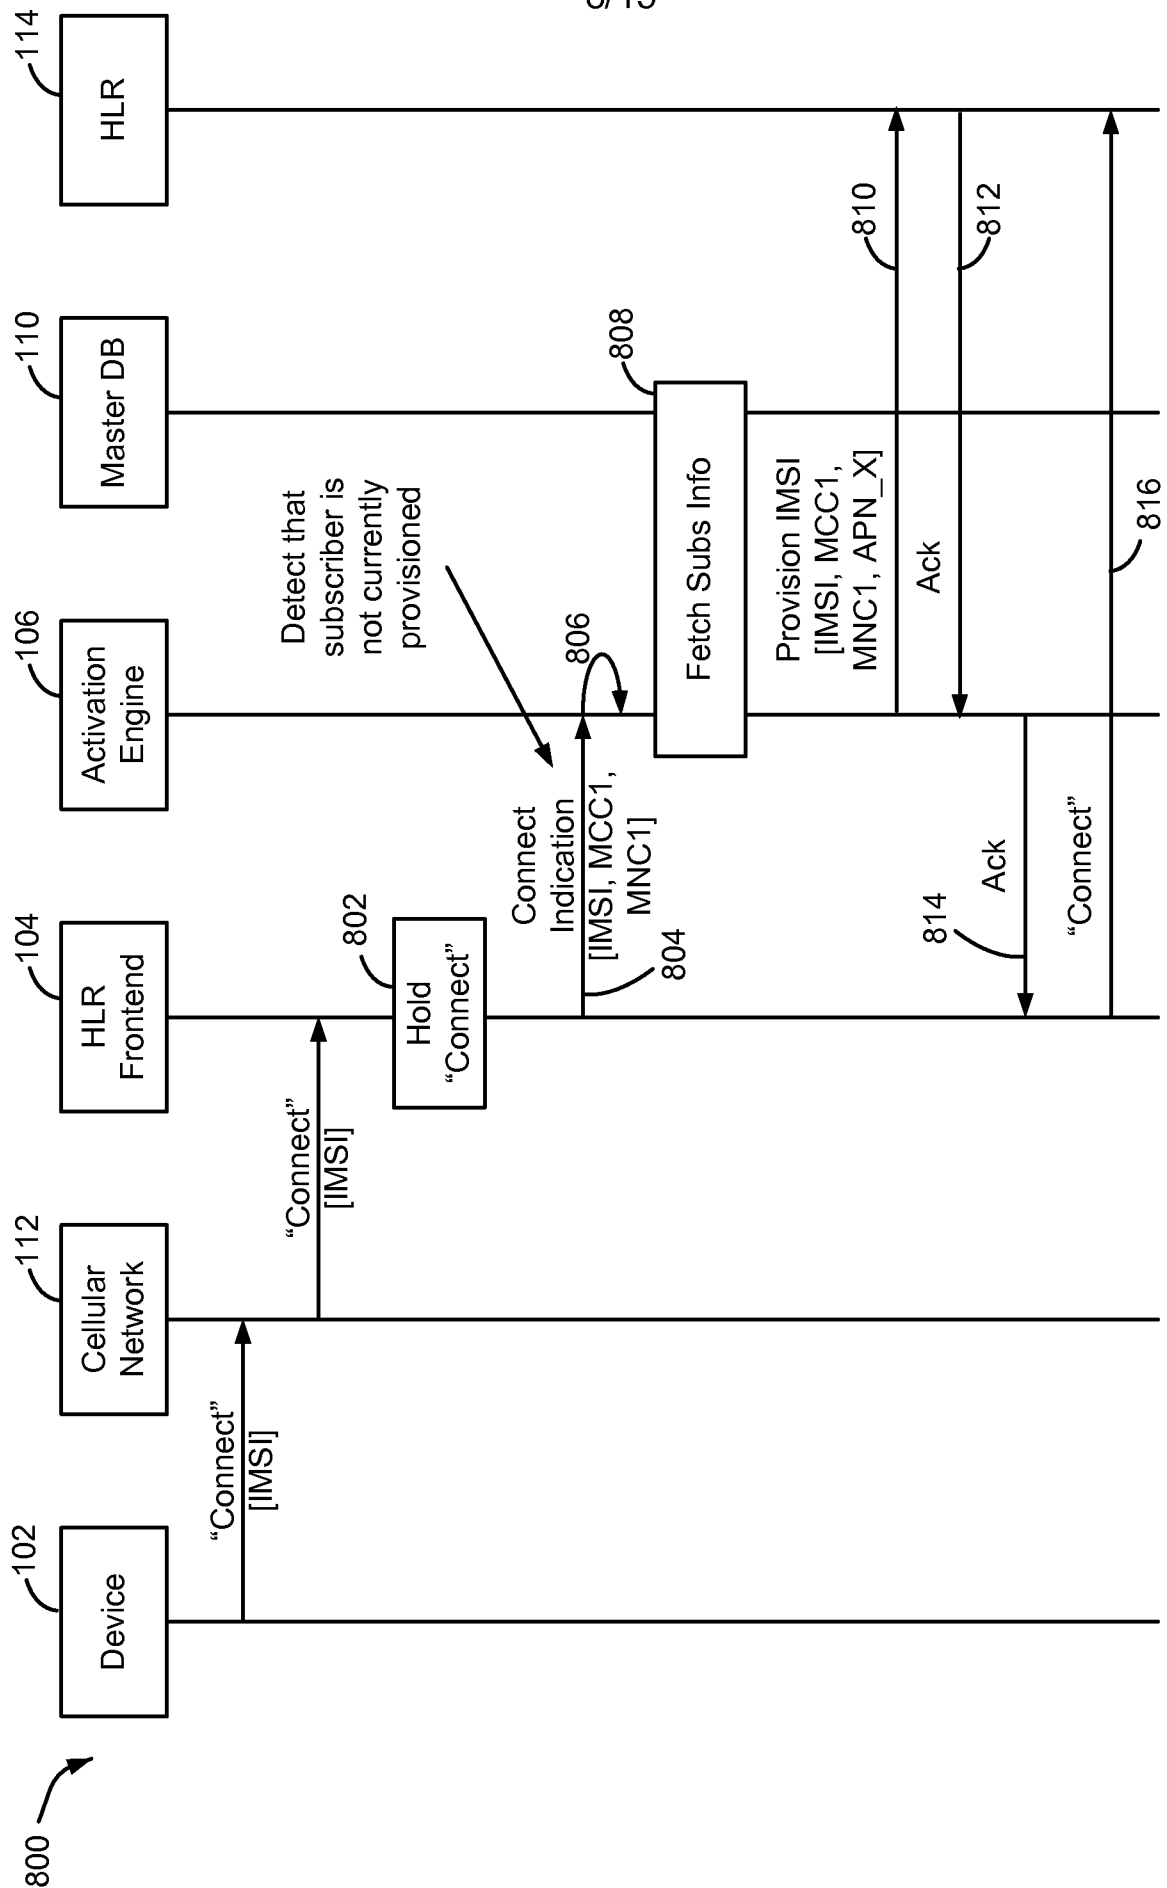 800
102
112
104
106
110
114
Device
Cellular
Network
HLR
Frontend
Activation
Engine
Master DB
HLR
"Connect"
[IMSI]
"Connect"
[IMSI]
Detect that
subscriber is
not currently
provisioned
802
Hold
"Connect"
Connect
Indication
[IMSI, MCC1,
MNC1]
804
806
808
Fetch Subs Info
Provision IMSI
[IMSI, MCC1,
MNC1, APN_X]
810
Ack
812
814
Ack
"Connect"
816